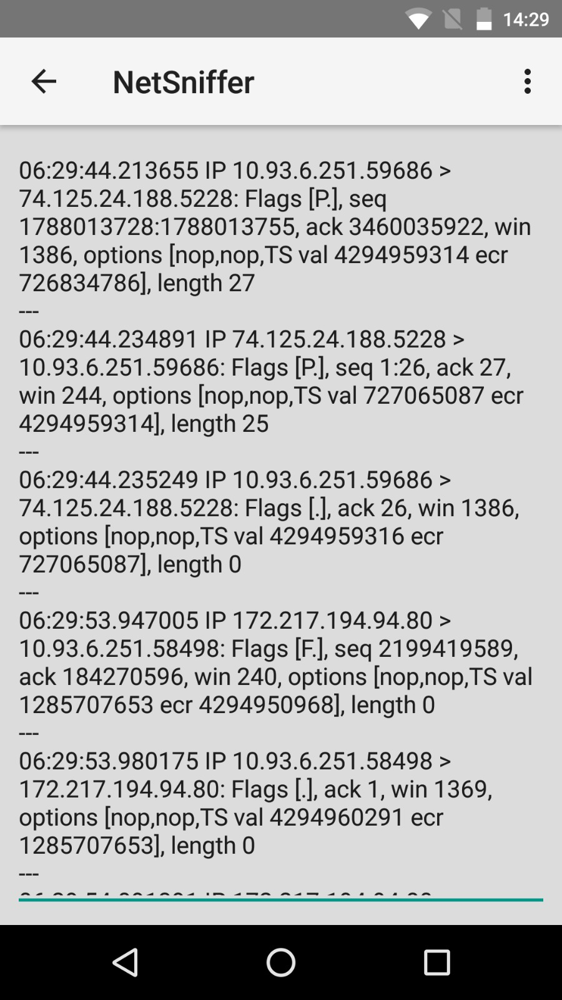 14:29
NetSniffer
06:29:44.213655 IP 10.93.6.251.59686 >
74.125.24.188.5228: Flags [P.], seq
1788013728:1788013755, ack 3460035922, win
1386, options [nop,nop,TS val 4294959314 ecr
726834786], length 27
---
06:29:44.234891 IP 74.125.24.188.5228 >
10.93.6.251.59686: Flags [P.], seq 1:26, ack 27,
win 244, options [nop,nop,TS val 727065087 ecr
4294959314], length 25
---
06:29:44.235249 IP 10.93.6.251.59686 >
74.125.24.188.5228: Flags [.], ack 26, win 1386,
options [nop,nop,TS val 4294959316 ecr
727065087], length 0
---
06:29:53.947005 IP 172.217.194.94.80 >
10.93.6.251.58498: Flags [F.], seq 2199419589,
ack 184270596, win 240, options [nop,nop,TS val
1285707653 ecr 4294950968], length 0
---
06:29:53.980175 IP 10.93.6.251.58498 >
172.217.194.94.80: Flags [.], ack 1, win 1369,
options [nop,nop,TS val 4294960291 ecr
1285707653], length 0
---